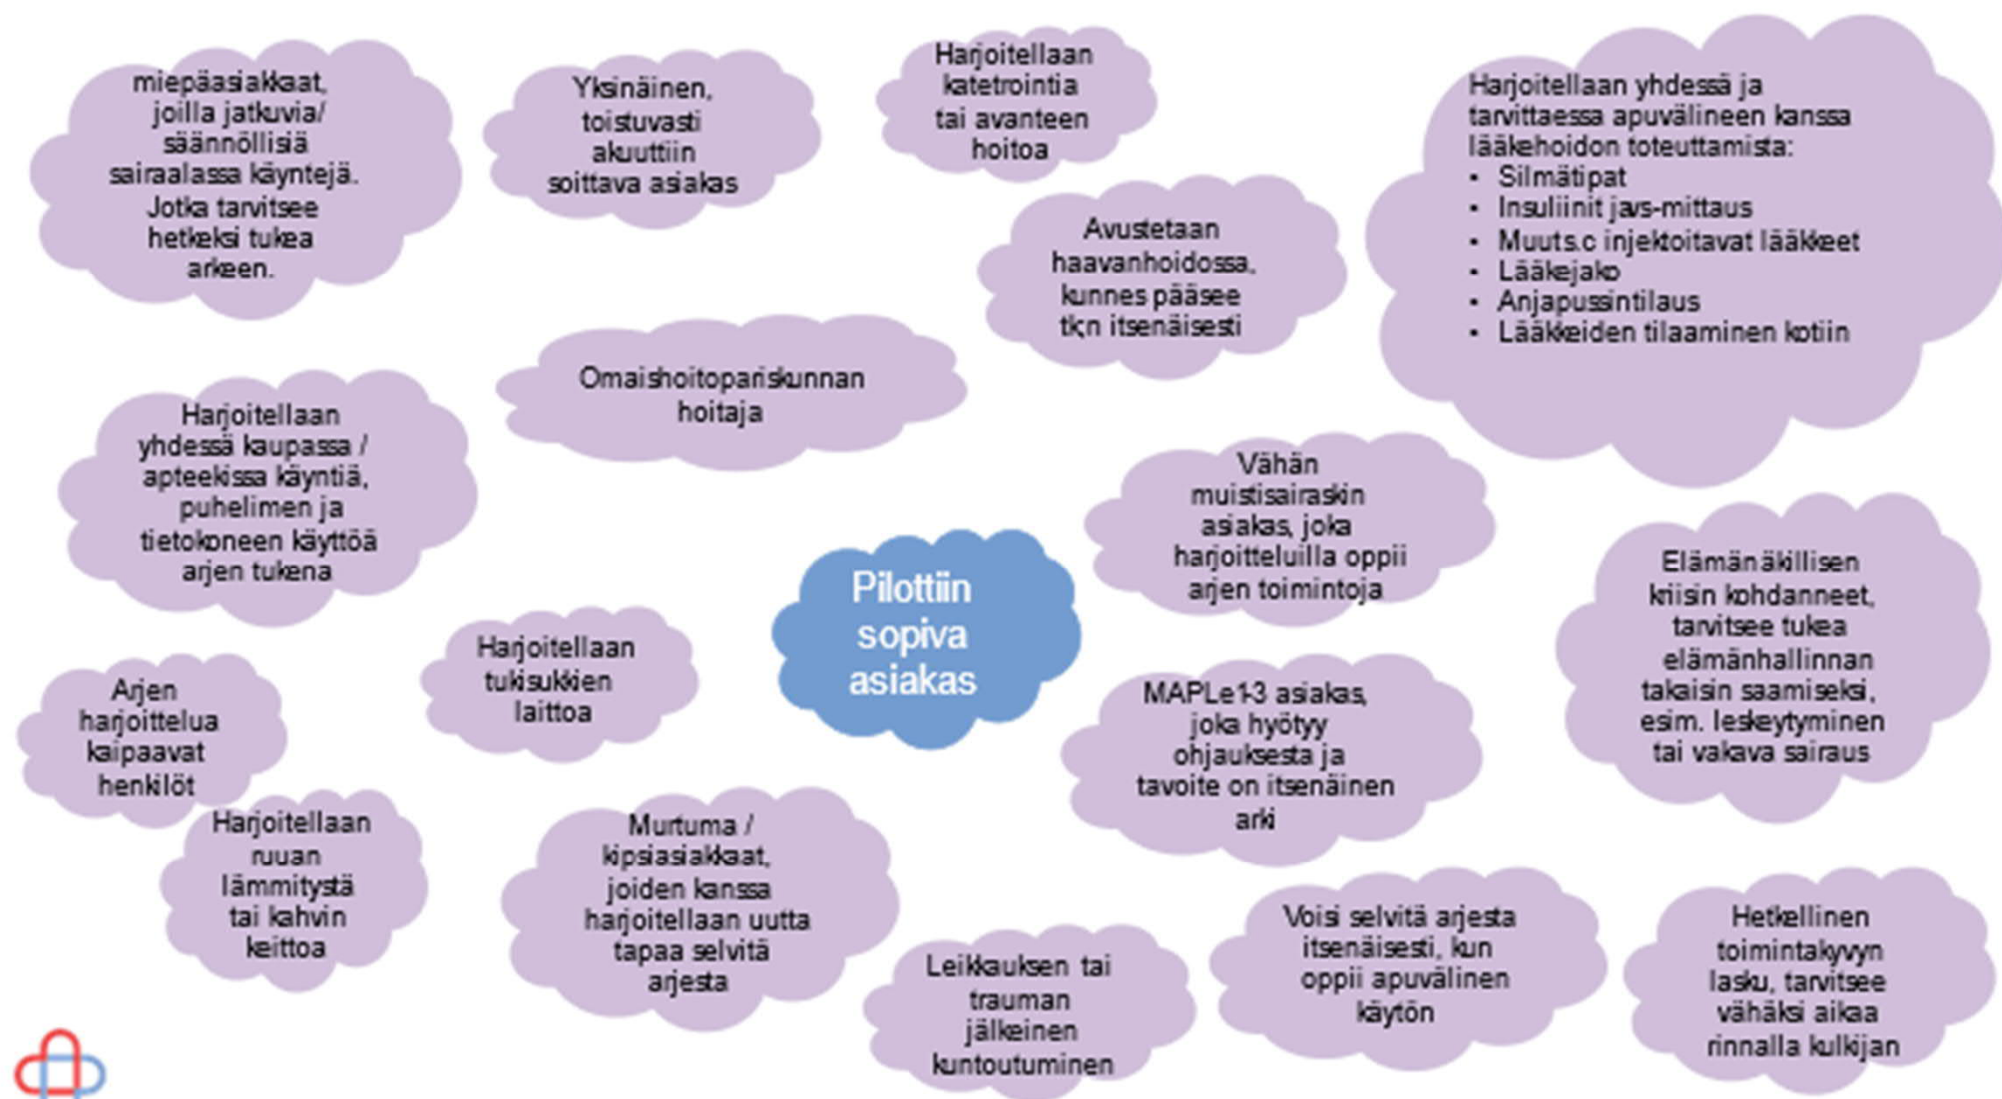 miepäasiakkaat,
joilla jatkuvia/
säännöllisiä
sairaalassa käyntejä.
Jotka tarvitsee
hetkeksi tukea
arkeen.
Yksinäinen,
toistuvasti
akuuttiin
soittava asiakas
Harjoitellaan
katetrointia
tai avanteen
hoitoa
Harjoitellaan yhdessä ja
tarvittaessa apuvälineen kanssa
lääkehoidon toteuttamista:
• Silmätipat
• Insuliinit ja vs-mittaus
• Muut s.c injektoitavat lääkkeet
• Lääkejako
• Anjapussintilaus
• Lääkkeiden tilaaminen kotiin
Avustetaan
haavanhoidossa,
kunnes pääsee
tk:n itsenäisesti
Omaishoitopariskunnan
hoitaja
Harjoitellaan
yhdessä kaupassa /
apteekissa käyntiä,
puhelimen ja
tietokoneen käyttöä
arjen tukena
Vähän
muistisairaskin
asiakas, joka
harjoitteluilla oppii
arjen toimintoja
Elämän äkillisen
kriisin kohdanneet,
tarvitsee tukea
elämänhallinnan
takaisin saamiseksi,
esim. leskeytyminen
tai vakava sairaus
Pilottiin
sopiva
asiakas
Harjoitellaan
tukisukkien
laittoa
Arjen
harjoittelua
kaipaavat
henkilöt
MAPLe1-3 asiakas,
joka hyötyy
ohjauksesta ja
tavoite on itsenäinen
arki
Harjoitellaan
ruuan
lämmitystä
tai kahvin
keittoa
Murtuma /
kipsiasiakkaat,
joiden kanssa
harjoitellaan uutta
tapaa selvitä
arjesta
Leikkauksen tai
trauman
jälkeinen
kuntoutuminen
Voisi selvitä arjesta
itsenäisesti, kun
oppii apuvälinen
käytön
Hetkellinen
toimintakyvyn
lasku, tarvitsee
vähäksi aikaa
rinnalla kulkijan